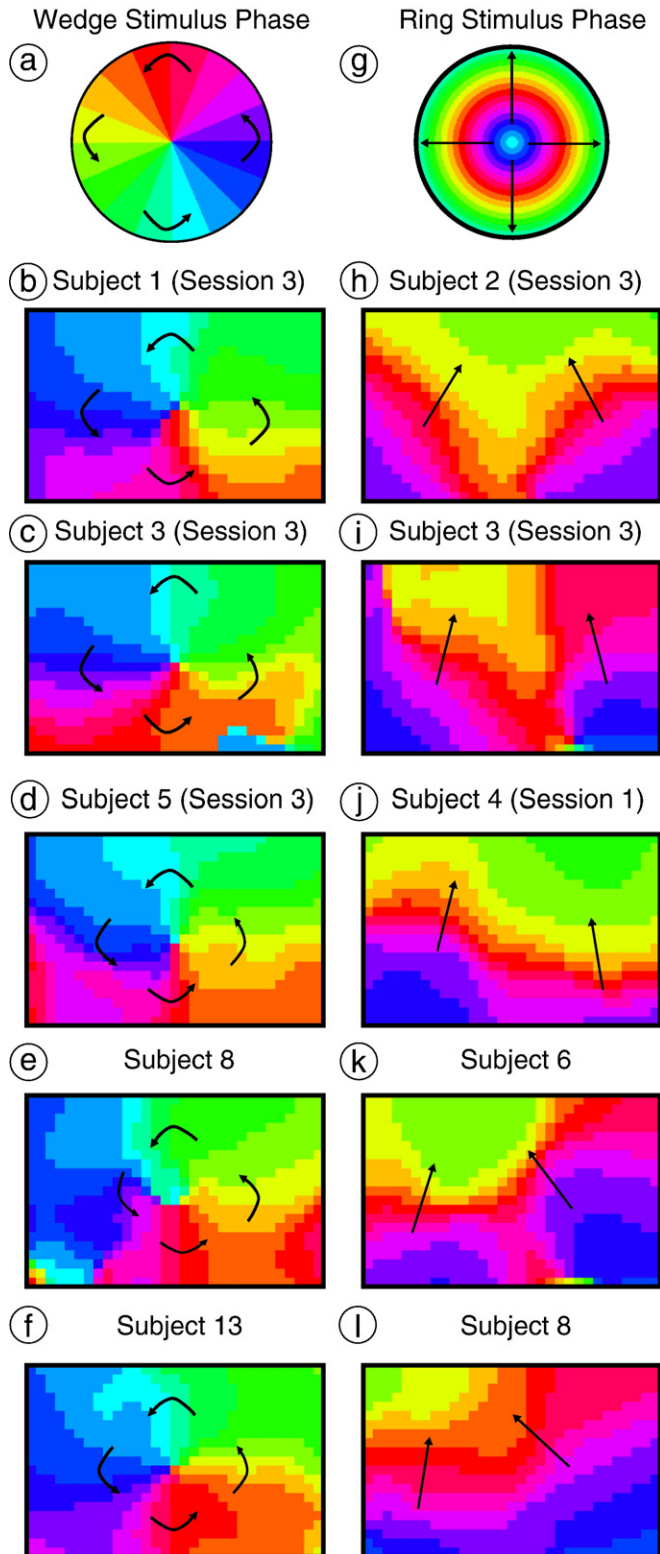 Wedge Stimulus Phase
Ring Stimulus Phase
a
g
b Subject 1 (Session 3)
h Subject 2 (Session 3)
c Subject 3 (Session 3)
i Subject 3 (Session 3)
d Subject 5 (Session 3)
j Subject 4 (Session 1)
e Subject 8
k Subject 6
f Subject 13
l Subject 8